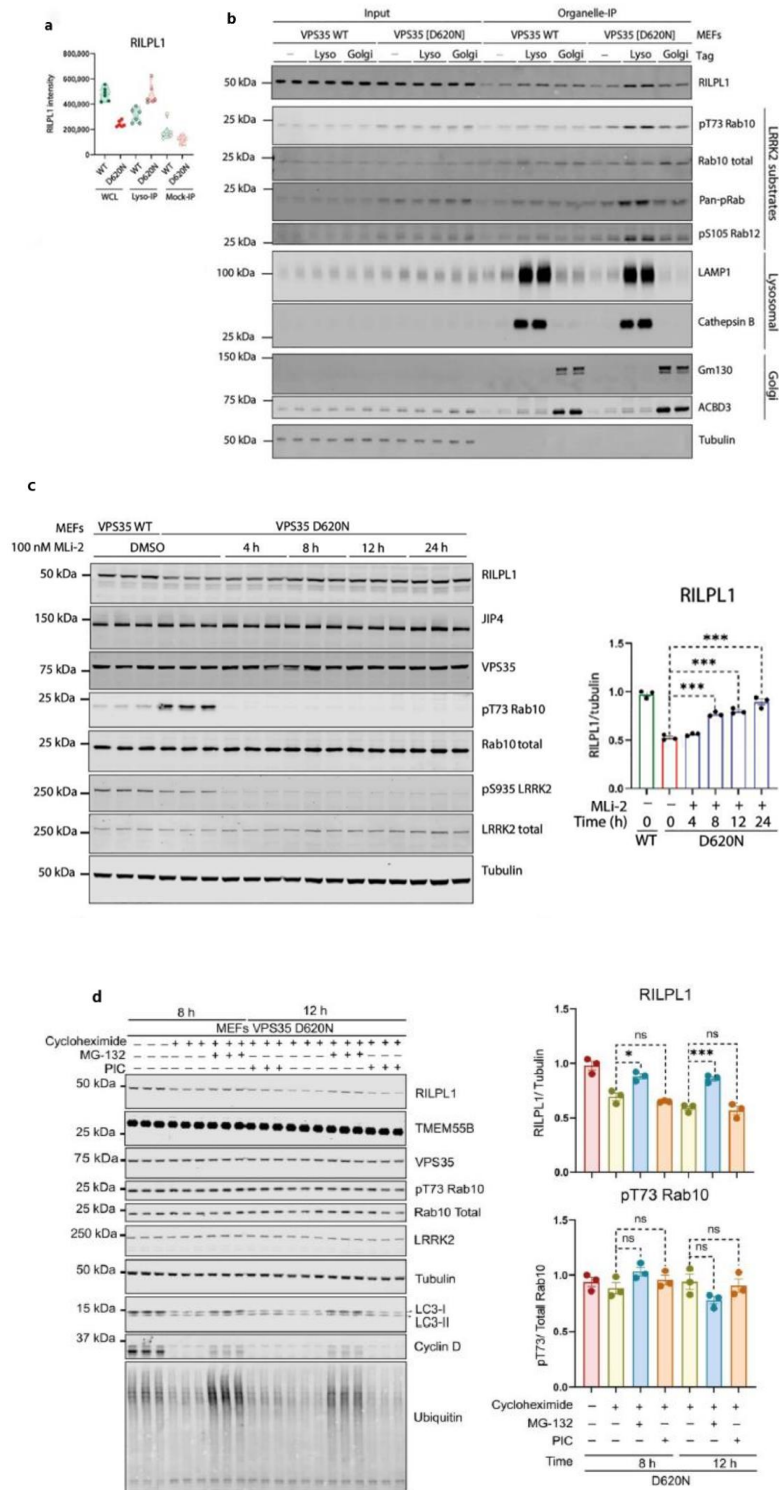 a
RILPL1
RILPL1 intensity
800,000
600,000
400,000
200,000
0
WT
D620N
WT
D620N
WT
D620N
WCL
Lyso-IP
Mock-IP
b
Input
Organelle-IP
VPS35 WT
VPS35 [D620N]
VPS35 WT
VPS35 [D620N]
MEFs
– Lyso Golgi – Lyso Golgi – Lyso Golgi – Lyso Golgi Tag
50 kDa
RILPL1
25 kDa
pT73 Rab10
25 kDa
Rab10 total
25 kDa
Pan-pRab
25 kDa
pS105 Rab12
LRRK2 substrates
100 kDa
LAMP1
25 kDa
Cathepsin B
Lysosomal
150 kDa
Gm130
75 kDa
ACBD3
Golgi
50 kDa
Tubulin
c
MEFs VPS35 WT VPS35 D620N
100 nM MLi-2 DMSO 4 h 8 h 12 h 24 h
50 kDa
RILPL1
150 kDa
JIP4
75 kDa
VPS35
25 kDa
pT73 Rab10
25 kDa
Rab10 total
250 kDa
pS935 LRRK2
250 kDa
LRRK2 total
50 kDa
Tubulin
RILPL1
RILPL1/tubulin
1.5
1.0
0.5
0.0
***
***
***
MLi-2 – – + + + +
Time (h) 0 0 4 8 12 24
WT D620N
d
8 h 12 h
MEFs VPS35 D620N
Cycloheximide – – – + + + + + + + + + + + + + + + + + +
MG-132 – – – – – – + + + – – – – – – + + + – – –
PIC – – – – – – – – – + + + – – – – – – + + +
50 kDa
RILPL1
25 kDa
TMEM55B
75 kDa
VPS35
25 kDa
pT73 Rab10
25 kDa
Rab10 Total
250 kDa
LRRK2
50 kDa
Tubulin
15 kDa
LC3-I
LC3-II
37 kDa
Cyclin D
Ubiquitin
RILPL1
RILPL1/ Tubulin
1.5
1.0
0.5
0.0
ns
*
ns
***
pT73 Rab10
pT73/ Total Rab10
1.5
1.0
0.5
0.0
ns
ns
ns
ns
Cycloheximide – + + + + + +
MG-132 – – + – – + –
PIC – – – + – – +
Time 8 h 12 h
D620N